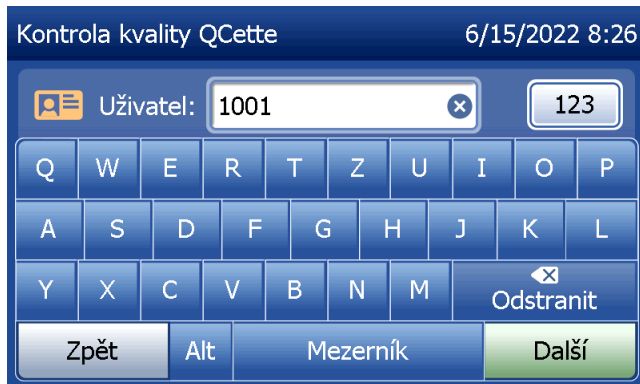 Kontrola kvality QCette 6/15/2022 8:26
Uživatel: 1001 123
Q W E R T Z U I O P
A S D F G H J K L
Y X C V B N M Odstranit
Zpět Alt Mezerník Další